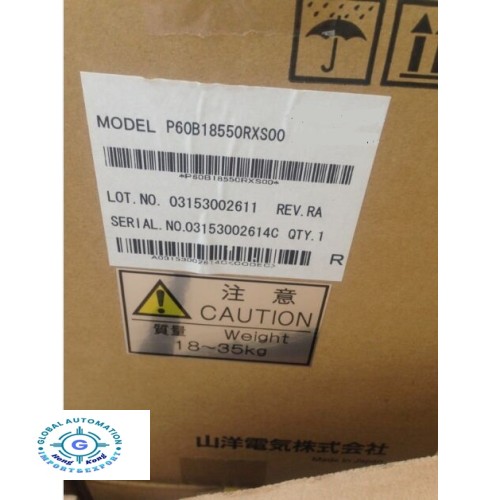 MODEL P60B18550RXS00
*P60B18550RXS00*
LOT.NO. 03153002611 REV.RA
SERIAL.NO.03153002614C QTY.1
R
注意
CAUTION
質量 Weight
18~35kg
山洋電気株式会社
GLOBAL AUTOMATION
G
Hong Kong
IMPORT&EXPORT